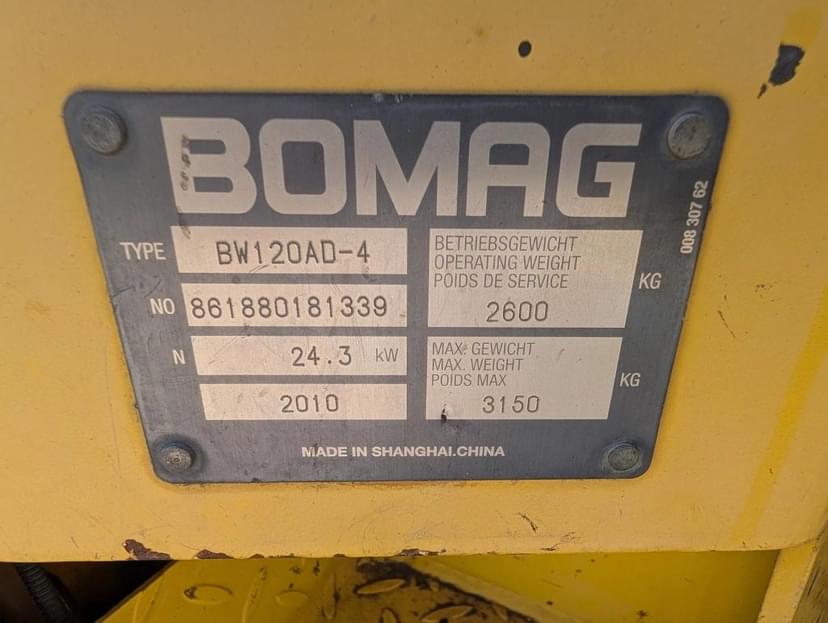 BOMAG
008 307 62
TYPE BW120AD-4
BETRIEBSGEWICHT
OPERATING WEIGHT
POIDS DE SERVICE
2600 KG
NO 861880181339
N 24.3 kW
MAX. GEWICHT
MAX. WEIGHT
POIDS MAX
3150 KG
2010
MADE IN SHANGHAI.CHINA